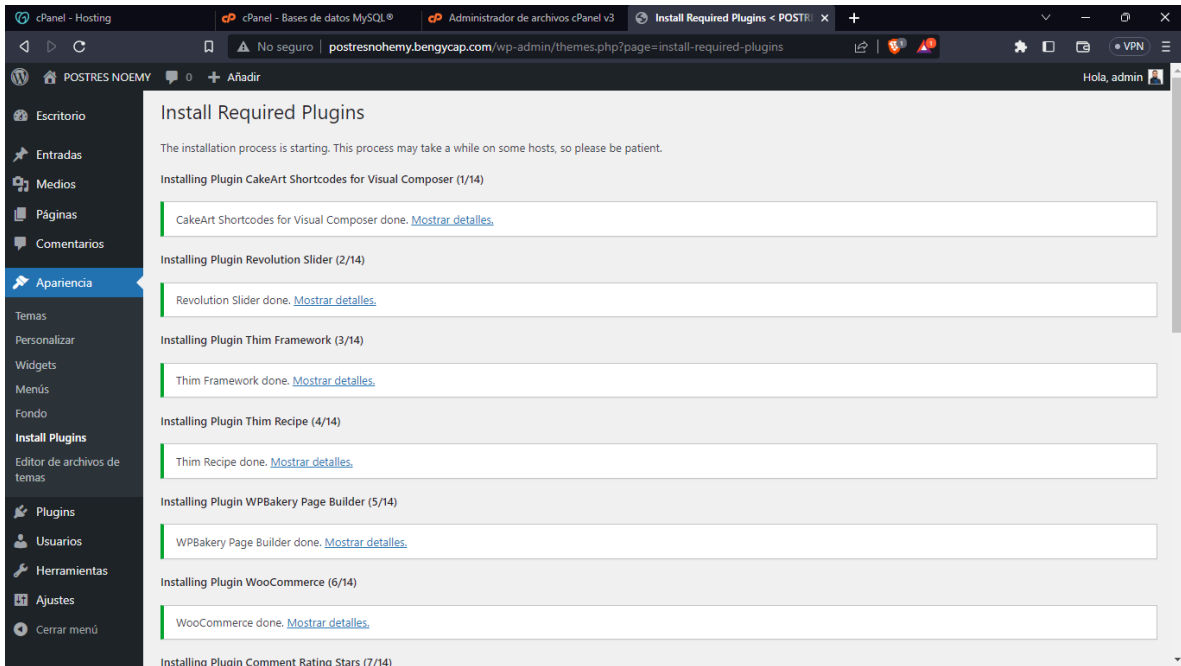 cPanel - Hosting
cPanel - Bases de datos MySQL®
Administrador de archivos cPanel v3
Install Required Plugins < POSTRE
No seguro | postresnohemy.bengycap.com/wp-admin/themes.php?page=install-required-plugins
1
1
VPN
POSTRES NOEMY
0
Añadir
Hola, admin
Escritorio
Entradas
Medios
Páginas
Comentarios
Apariencia
Temas
Personalizar
Widgets
Menús
Fondo
Install Plugins
Editor de archivos de
temas
Plugins
Usuarios
Herramientas
Ajustes
Cerrar menú
Install Required Plugins
The installation process is starting. This process may take a while on some hosts, so please be patient.
Installing Plugin CakeArt Shortcodes for Visual Composer (1/14)
CakeArt Shortcodes for Visual Composer done. Mostrar detalles.
Installing Plugin Revolution Slider (2/14)
Revolution Slider done. Mostrar detalles.
Installing Plugin Thim Framework (3/14)
Thim Framework done. Mostrar detalles.
Installing Plugin Thim Recipe (4/14)
Thim Recipe done. Mostrar detalles.
Installing Plugin WPBakery Page Builder (5/14)
WPBakery Page Builder done. Mostrar detalles.
Installing Plugin WooCommerce (6/14)
WooCommerce done. Mostrar detalles.
Installing Plugin Comment Rating Stars (7/14)